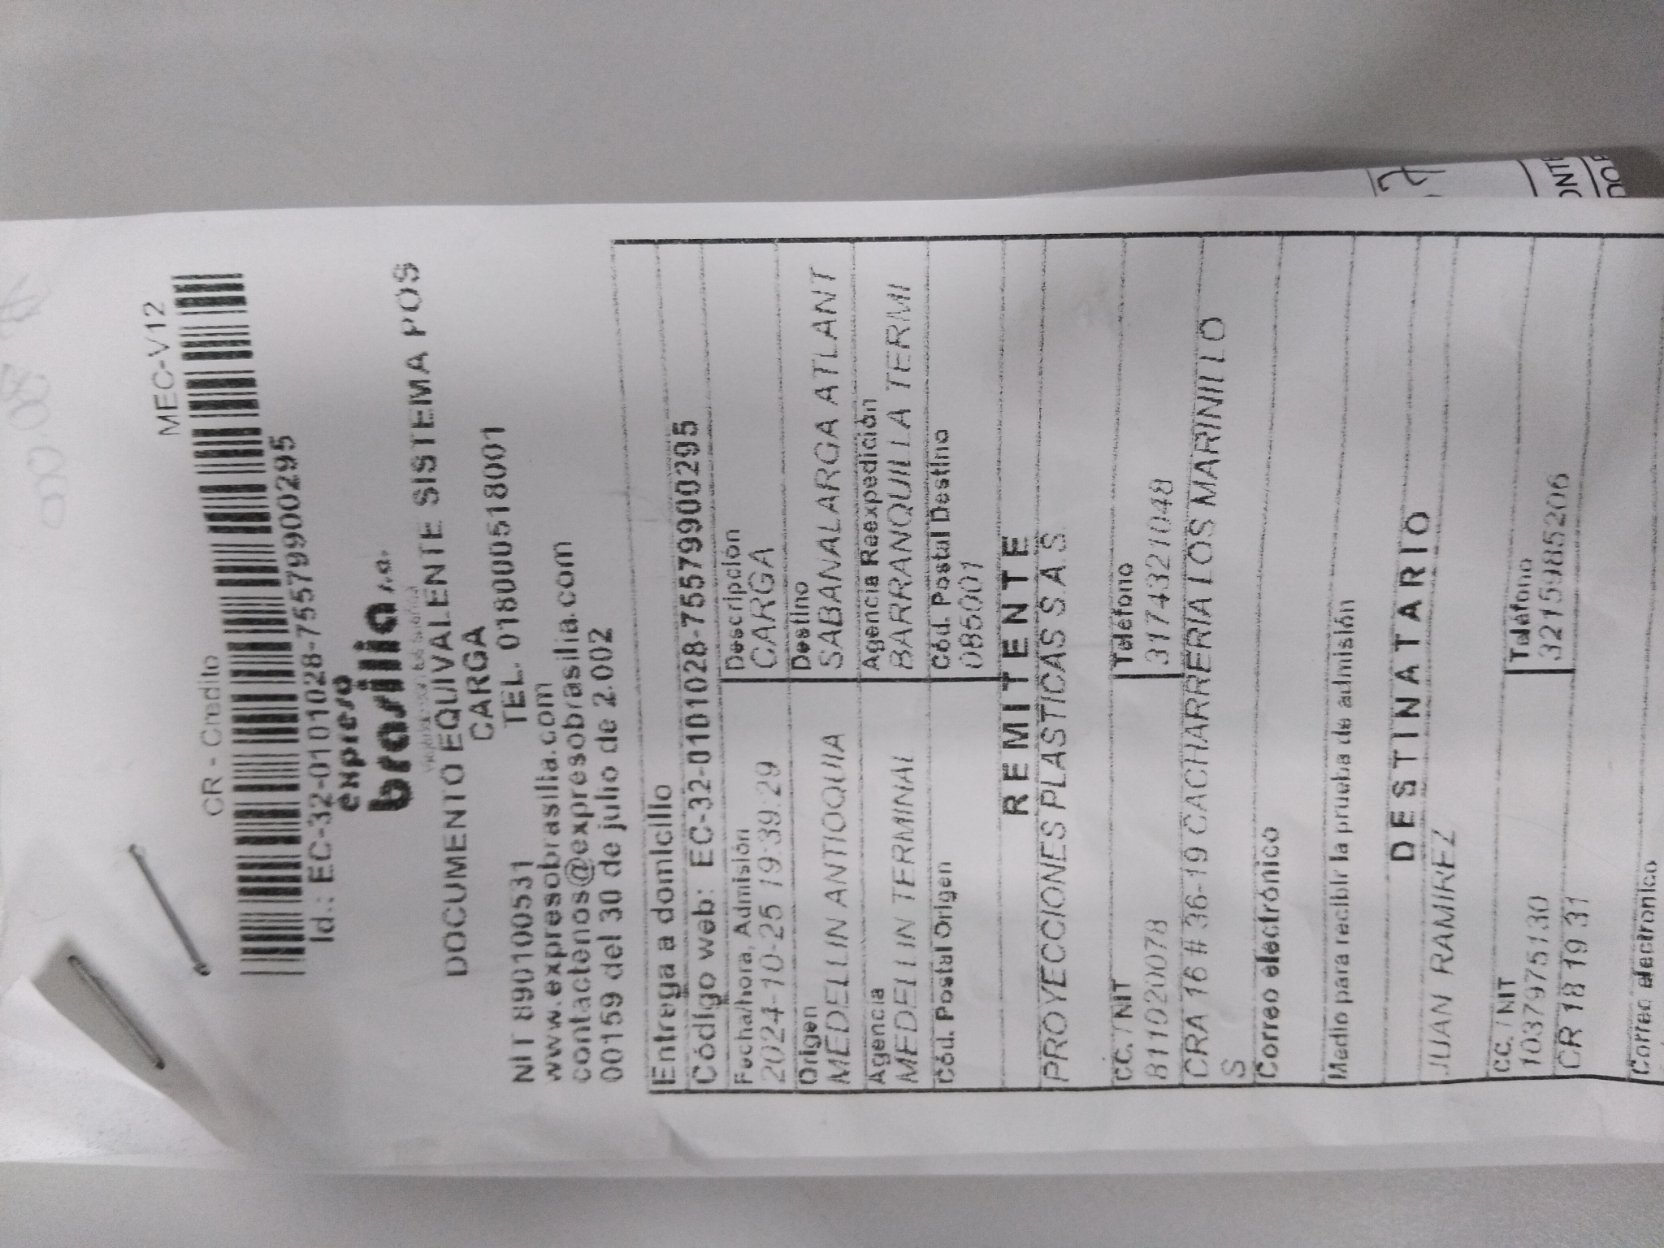 MEC-V12
CR - Credito
Id.: EC-32-0101028-7557990­0295
expreso
brasilia s.a.
DOCUMENTO EQUIVALENTE SISTEMA POS
CARGA
NIT 890100531 TEL. 018000518001
www.expresobrasilia.com
contactenos@expresobrasilia.com
00159 del 30 de julio de 2.002
Entrega a domicilio
Código web: EC-32-0101028-75579900295
Fecha/hora, Admisión Descripción
2024-10-25 19:39:29 CARGA
Origen Destino
MEDELLIN ANTIOQUIA SABANALARGA ATLANT
Agencia Agencia Reexpedición
MEDELLIN TERMINAL BARRANQUILLA TERMI
Cód. Postal Origen Cód. Postal Destino
085001
REMITENTE
PROYECCIONES PLASTICAS S.A.S
CC. / NIT Teléfono
811020078 3174321048
CRA 16 # 36-19 CACHARRERIA LOS MARINILLO
S
Correo electrónico
Medio para recibir la prueba de admisión
DESTINATARIO
JUAN RAMIREZ
CC. / NIT Teléfono
1037975130 3215985206
CR 18 19 31
Correo electronico